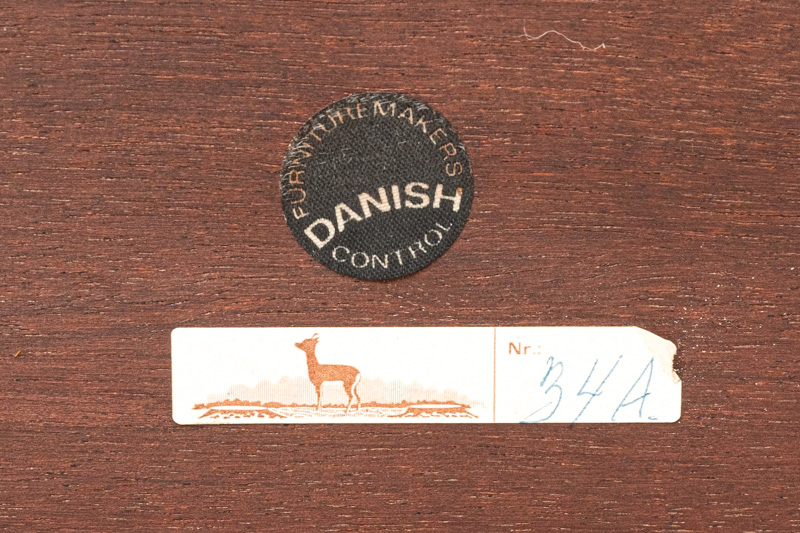 FURNITUREMAKERS
DANISH
CONTROL
Nr.:
34A.